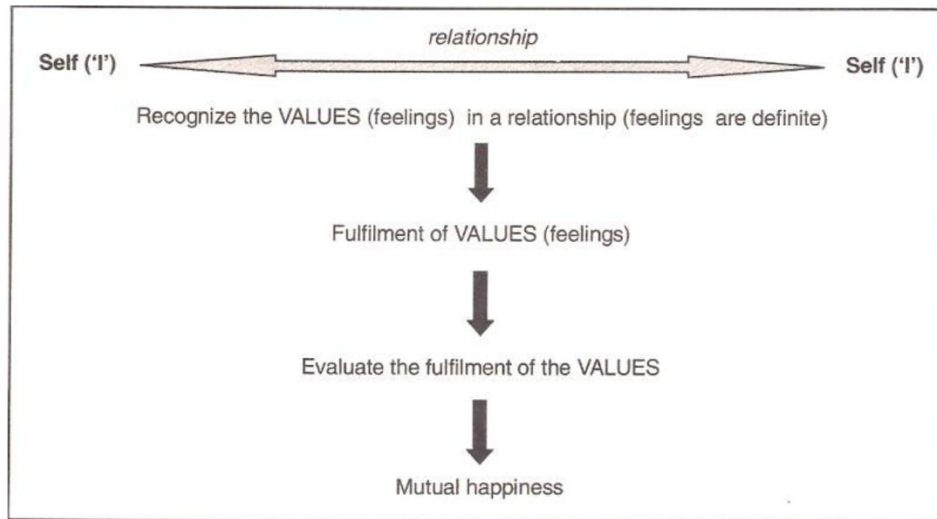 relationship
Self ('I') Self ('I')
Recognize the VALUES (feelings) in a relationship (feelings are definite)
Fulfilment of VALUES (feelings)
Evaluate the fulfilment of the VALUES
Mutual happiness